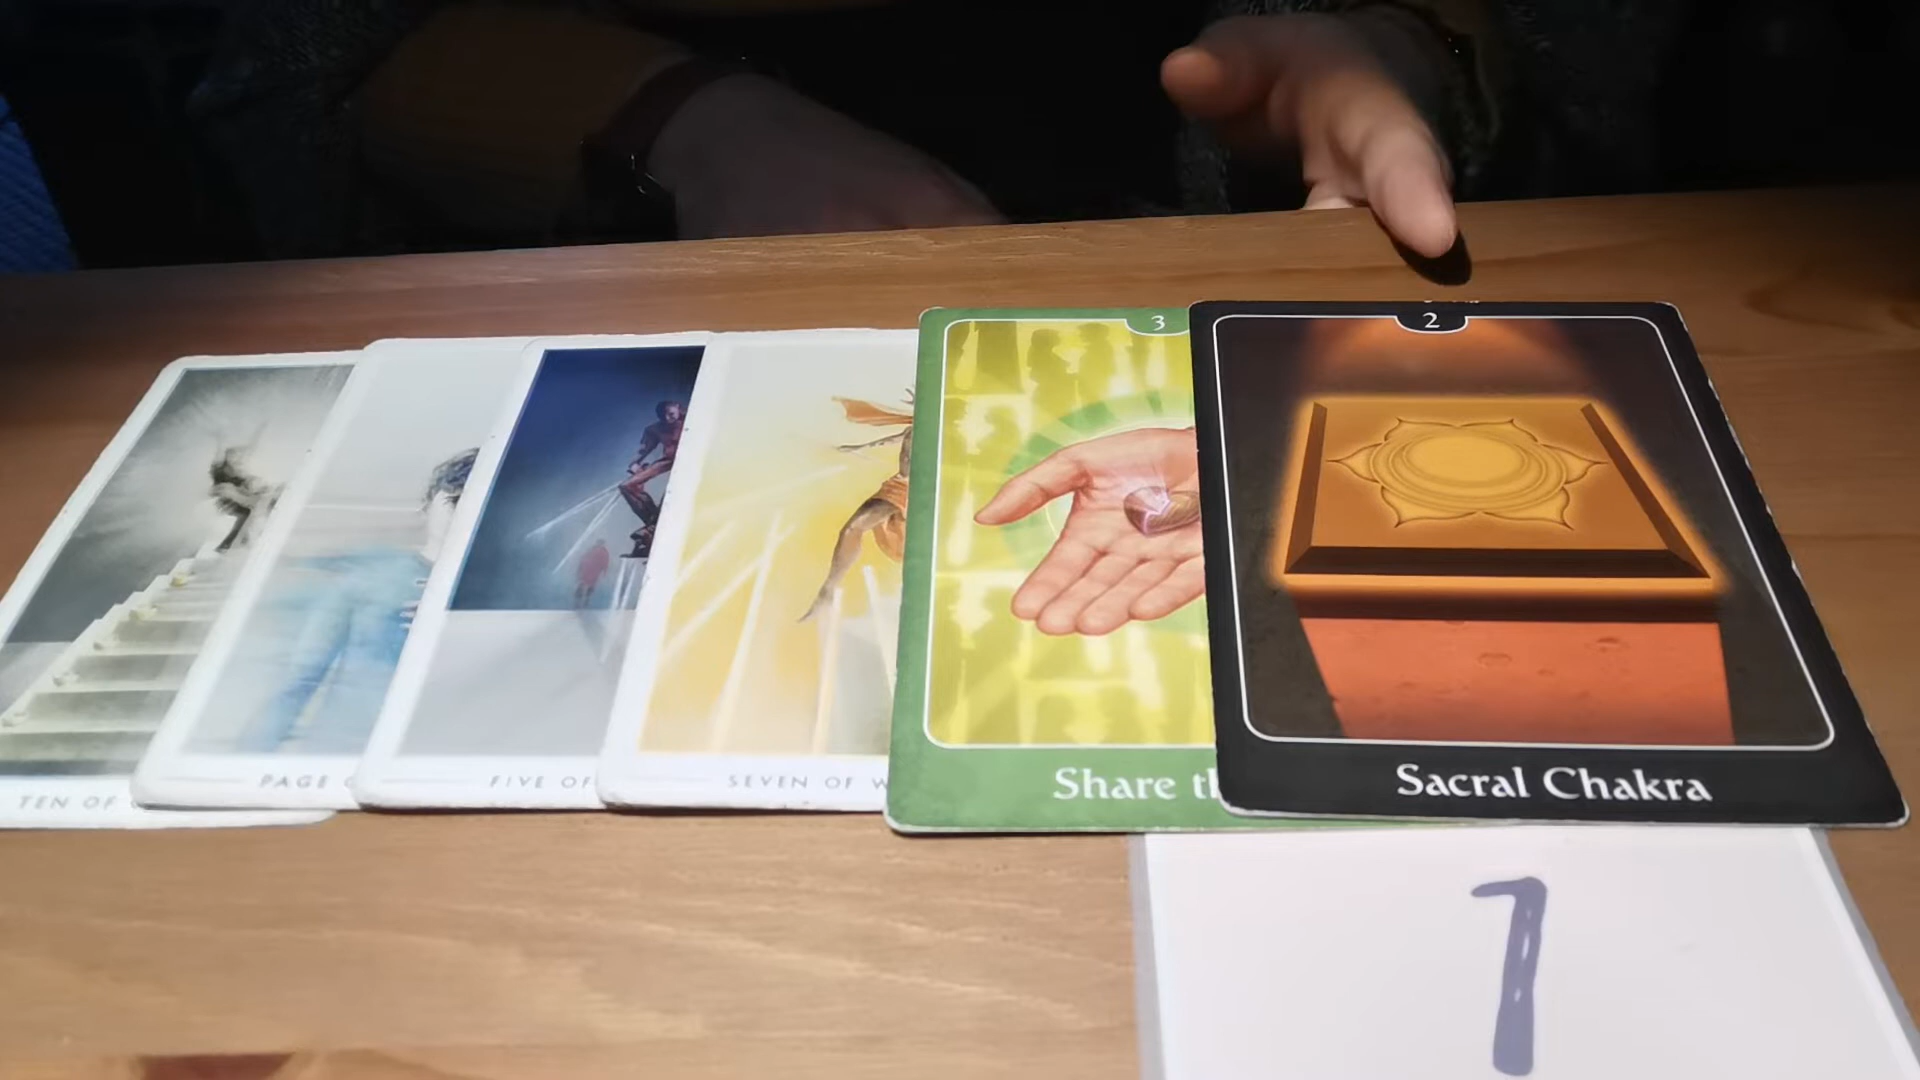 3
2
TEN OF
PAGE
FIVE OF
SEVEN OF W
Share th
Sacral Chakra
1